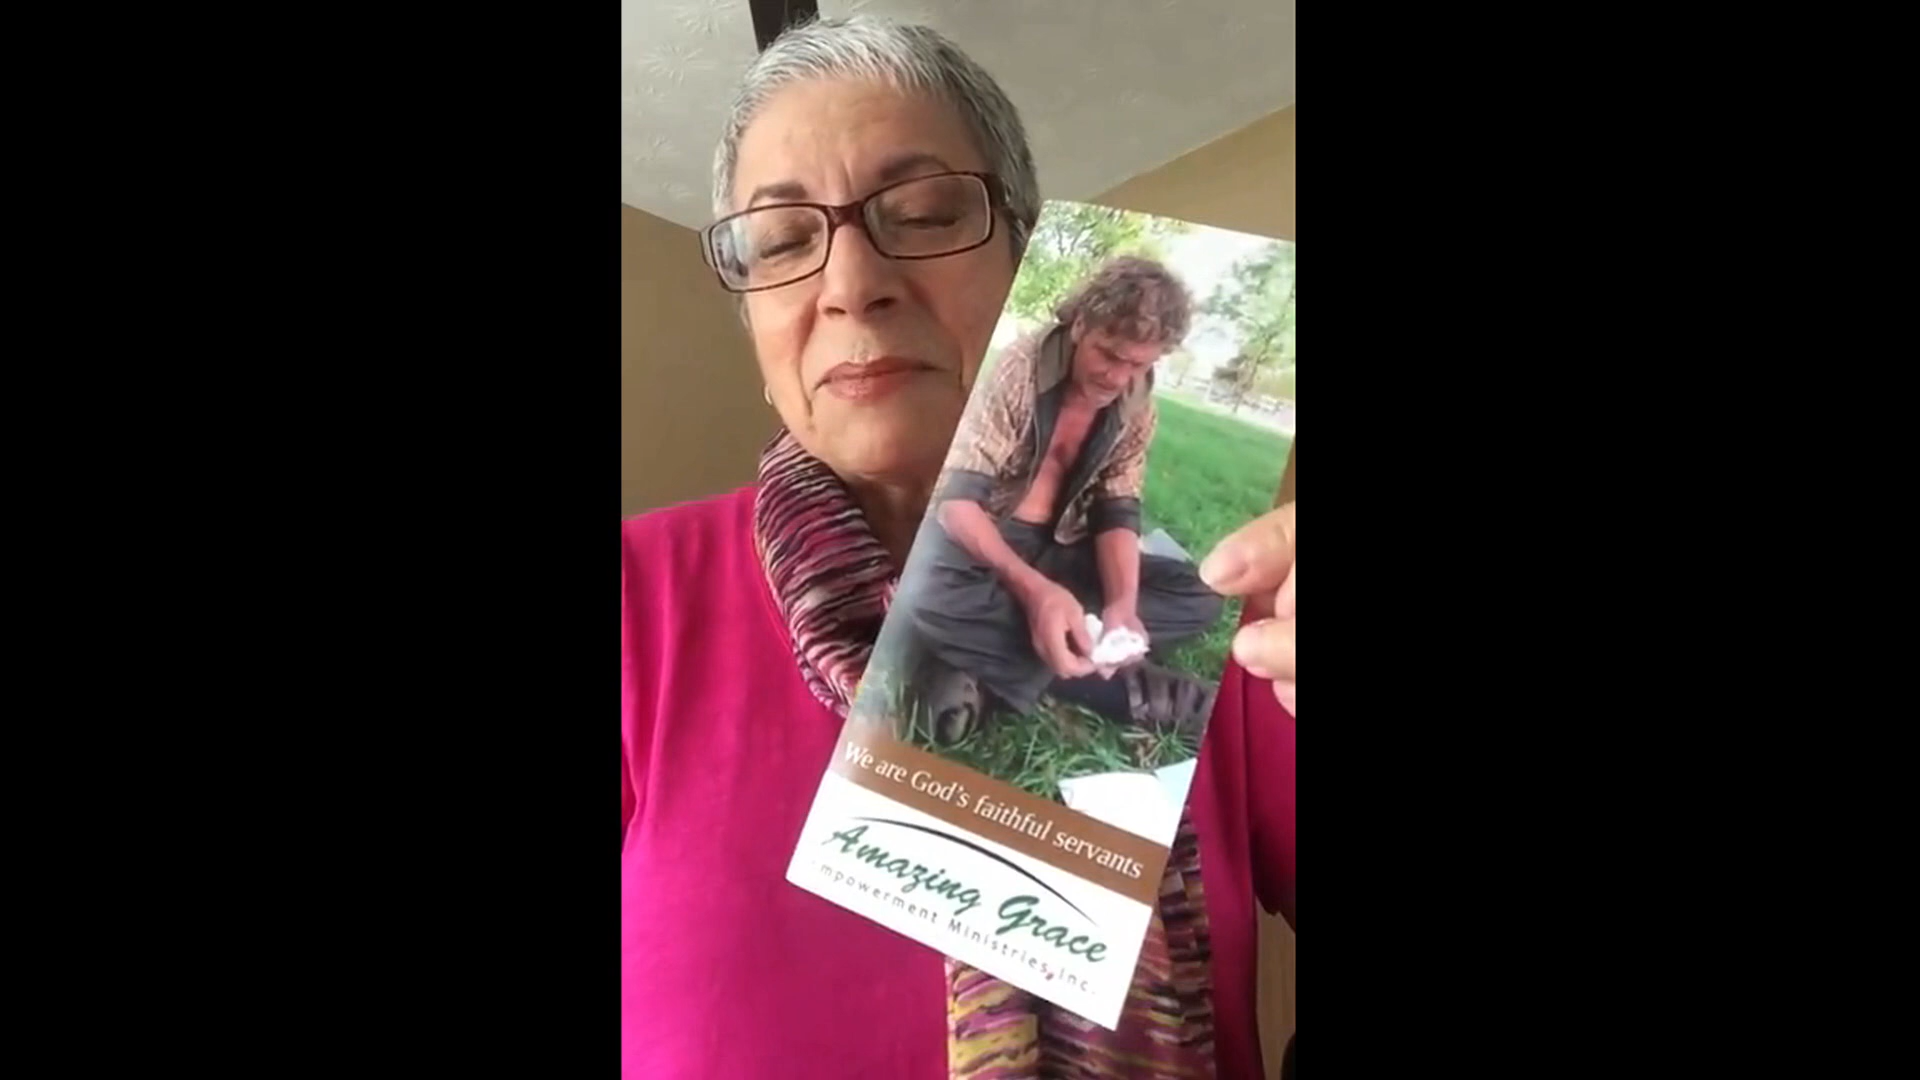 We are God's faithful servants
Amazing Grace
Empowerment Ministries, Inc.